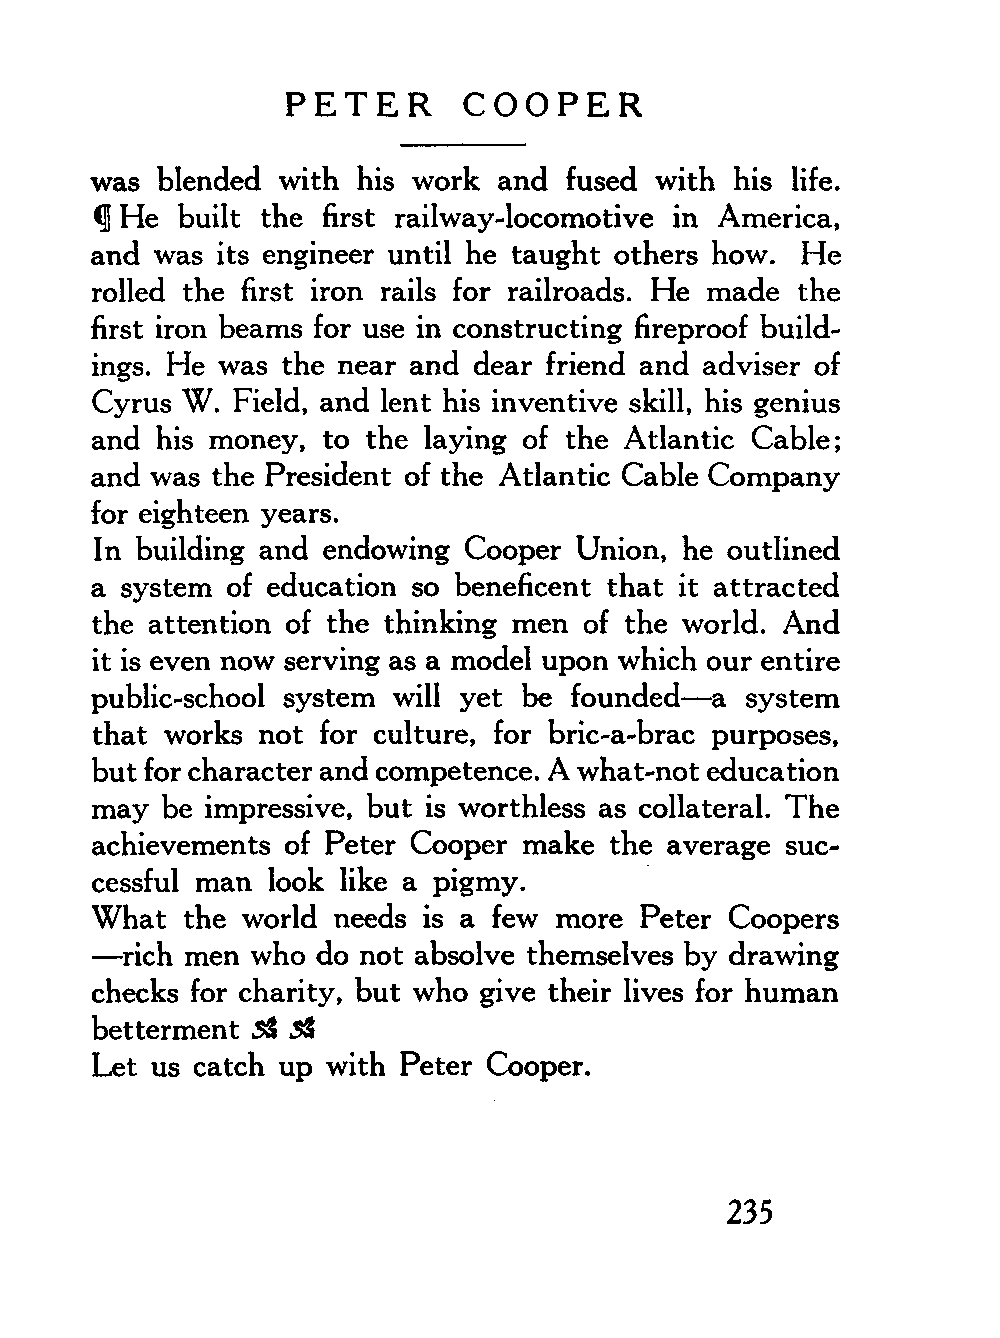 PETER COOPER
was blended with his work and fused with his life.
¶ He built the first railway-locomotive in America,
and was its engineer until he taught others how. He
rolled the first iron rails for railroads. He made the
first iron beams for use in constructing fireproof build-
ings. He was the near and dear friend and adviser of
Cyrus W. Field, and lent his inventive skill, his genius
and his money, to the laying of the Atlantic Cable;
and was the President of the Atlantic Cable Company
for eighteen years.
In building and endowing Cooper Union, he outlined
a system of education so beneficent that it attracted
the attention of the thinking men of the world. And
it is even now serving as a model upon which our entire
public-school system will yet be founded—a system
that works not for culture, for bric-a-brac purposes,
but for character and competence. A what-not education
may be impressive, but is worthless as collateral. The
achievements of Peter Cooper make the average suc-
cessful man look like a pigmy.
What the world needs is a few more Peter Coopers
—rich men who do not absolve themselves by drawing
checks for charity, but who give their lives for human
betterment
Let us catch up with Peter Cooper.
235